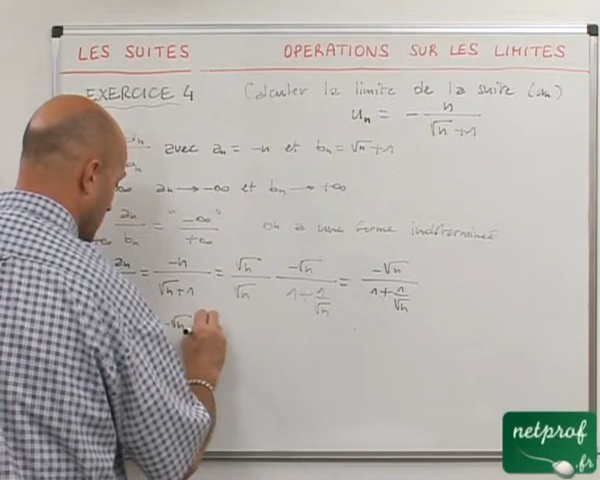 LES SUITES OPERATIONS SUR LES LIMITES
EXERCICE 4 Calculer la limite de la suite (un)
un = - n / (√n + 1)
avec an = -n et bn = √n + 1
an → -∞ et bn → +∞
an / bn = "-∞ / +∞" on a une forme indéterminée
an = -n / (√n + 1) = √n / √n · -√n / (1 + 1/√n) = -√n / (1 + 1/√n)
-√n
netprof
.fr